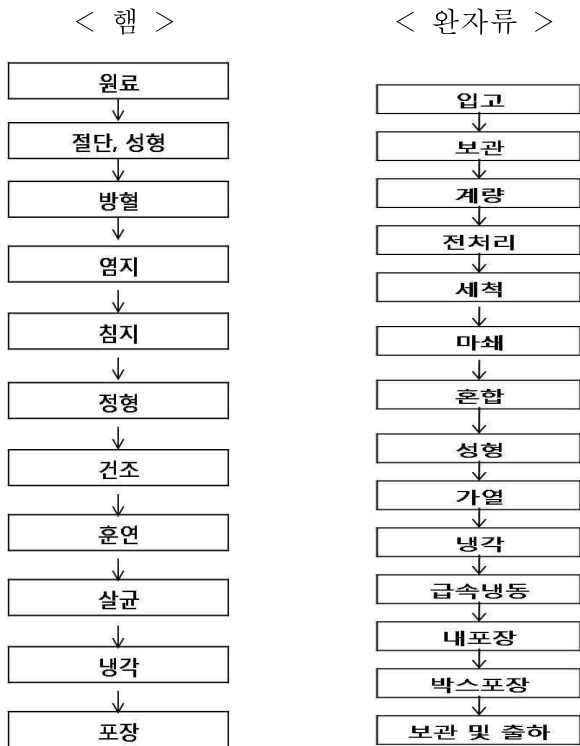 < 햄 >
원료
절단, 성형
방혈
염지
침지
정형
건조
훈연
살균
냉각
포장
< 완자류 >
입고
보관
계량
전처리
세척
마쇄
혼합
성형
가열
냉각
급속냉동
내포장
박스포장
보관 및 출하